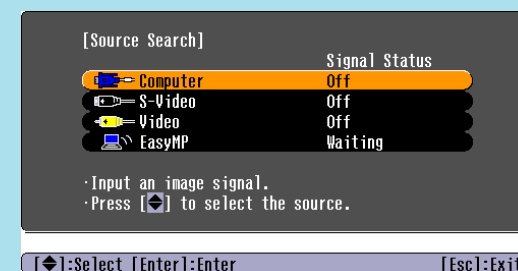 [Source Search]
Signal Status
Computer Off
S-Video Off
Video Off
EasyMP Waiting
·Input an image signal.
·Press [◆] to select the source.
[◆]:Select [Enter]:Enter [Esc]:Exit